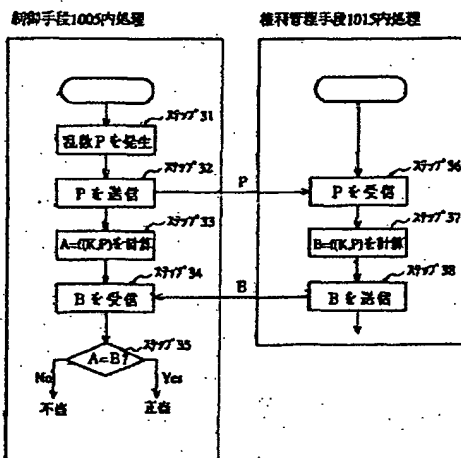 制御手段1005内処理
権利管理手段1015内処理
ステップ31
乱数Pを発生
ステップ32
Pを送信
P
ステップ36
Pを受信
ステップ33
A=f(K,P)を計算
ステップ37
B=f(K,P)を計算
ステップ34
Bを受信
B
ステップ38
Bを送信
ステップ35
A=B?
No
Yes
不当
正当